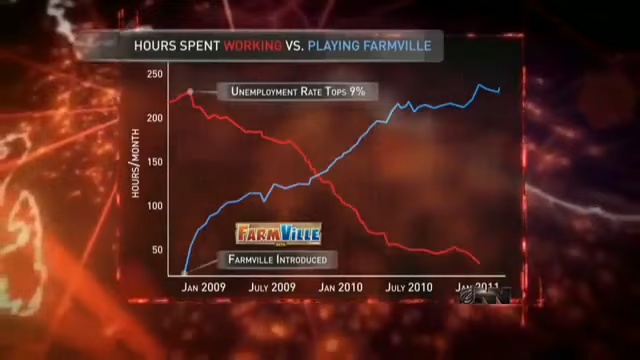 HOURS SPENT WORKING VS. PLAYING FARMVILLE
250
UNEMPLOYMENT RATE TOPS 9%
200
HOURS/MONTH
150
100
FARMVILLE
50
FARMVILLE INTRODUCED
JAN 2009 JULY 2009 JAN 2010 JULY 2010 JAN 2011